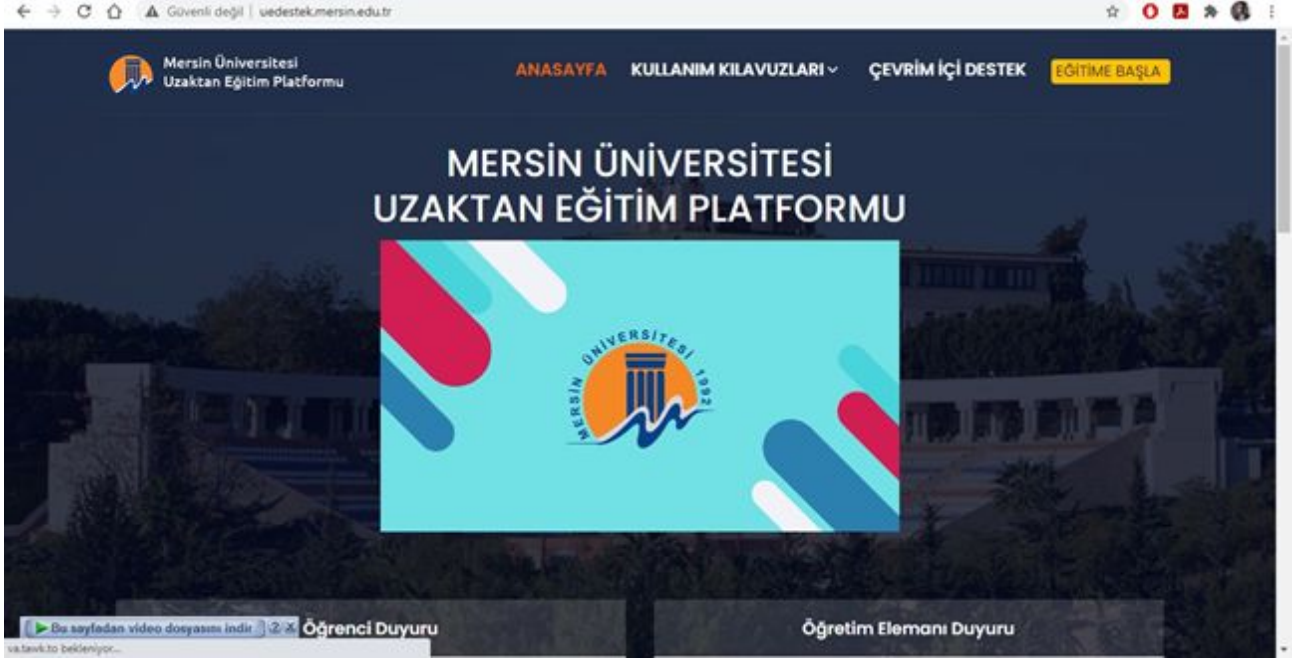 Güvenli değil | uedestek.mersin.edu.tr
Mersin Üniversitesi
Uzaktan Eğitim Platformu
ANASAYFA KULLANIM KILAVUZLARI ÇEVRİM İÇİ DESTEK EĞİTİME BAŞLA
MERSİN ÜNİVERSİTESİ
UZAKTAN EĞİTİM PLATFORMU
MERSİN ÜNİVERSİTESİ 1992
Bu sayfadan video dosyasını indir ? X
Öğrenci Duyuru
Öğretim Elemanı Duyuru
va.tawk.to bekleniyor...